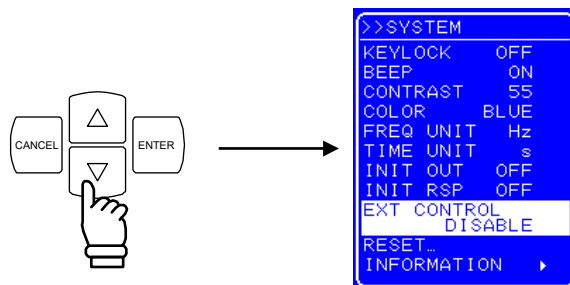 CANCEL
ENTER
>>SYSTEM
KEYLOCK OFF
BEEP ON
CONTRAST 55
COLOR BLUE
FREQ UNIT Hz
TIME UNIT s
INIT OUT OFF
INIT RSP OFF
EXT CONTROL
DISABLE
RESET…
INFORMATION